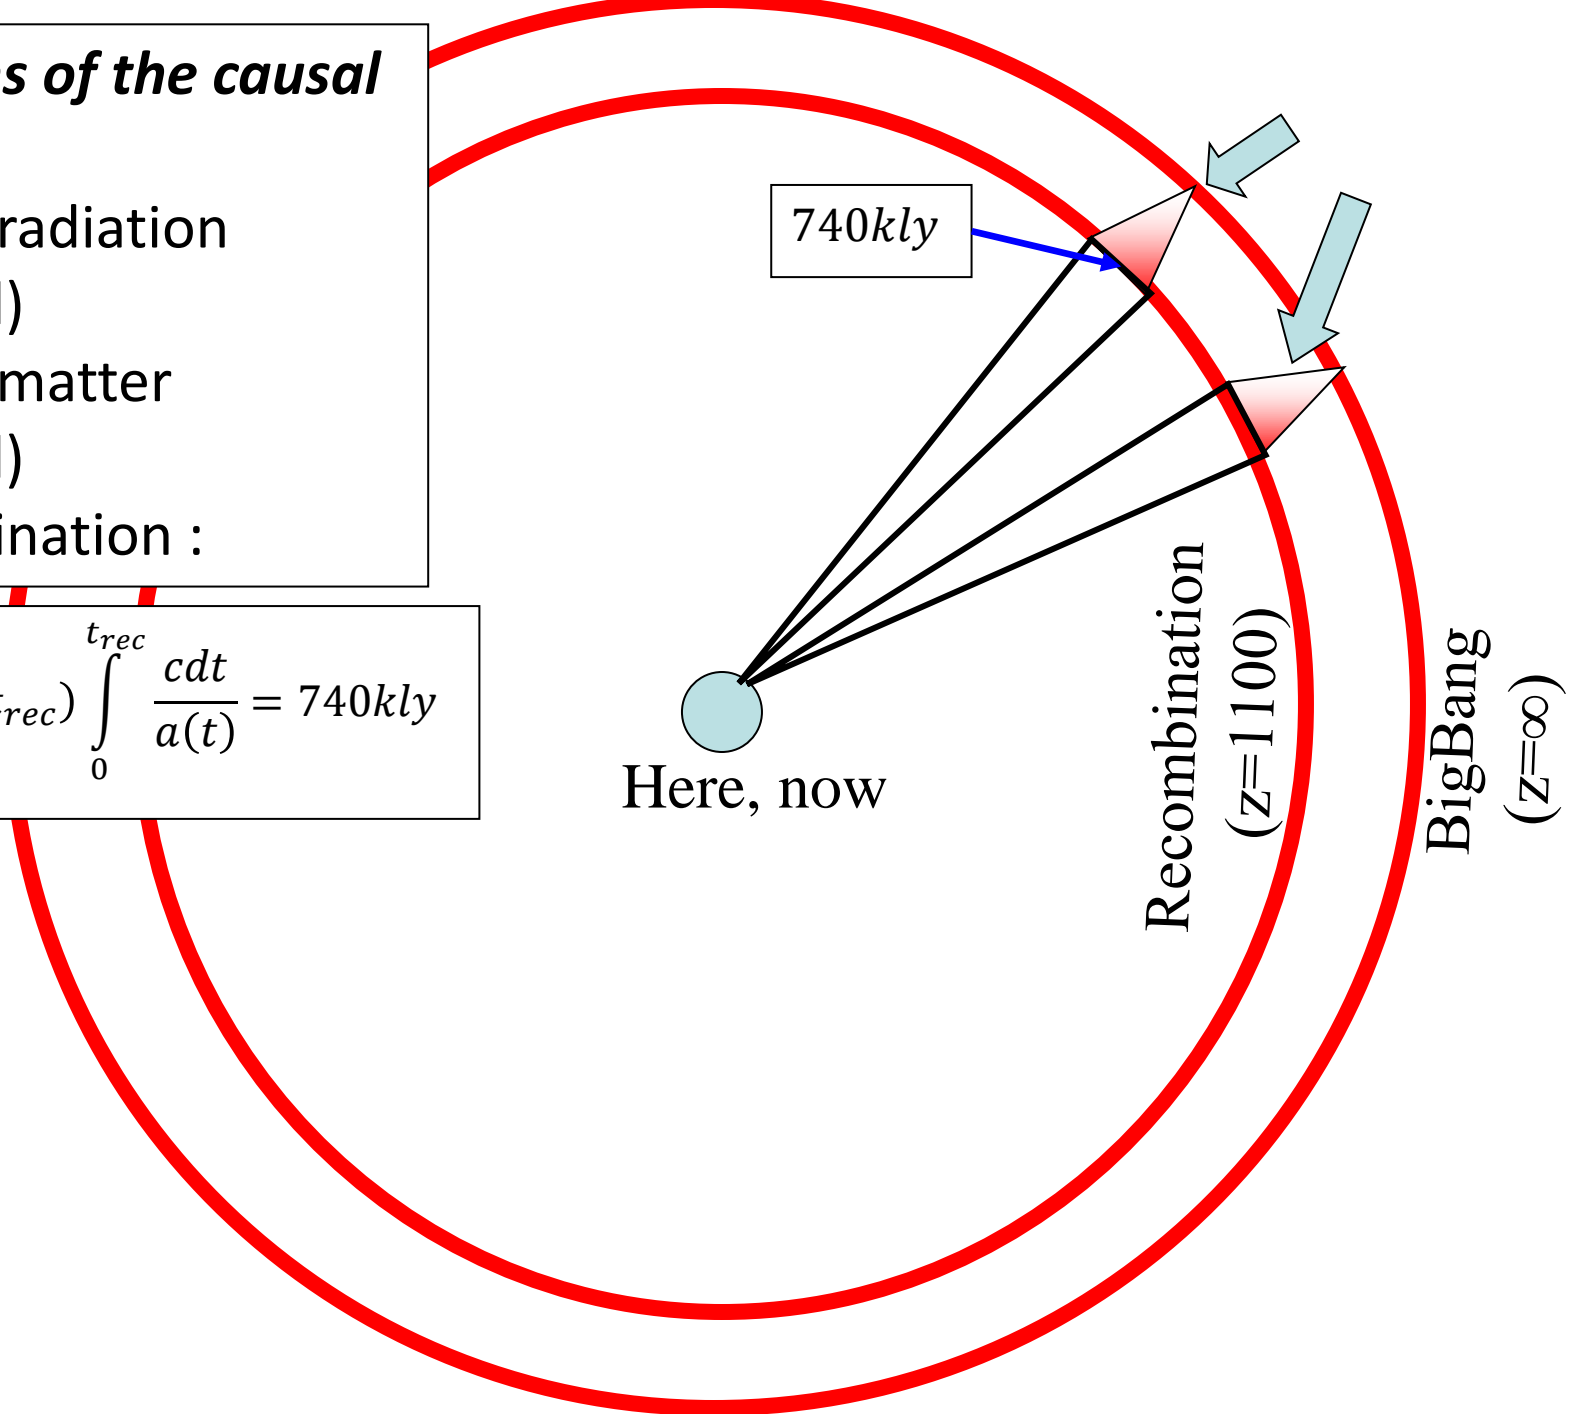 s of the causal
radiation
)
matter
)
ination :
t_rec
rec) ∫ cdt / a(t) = 740kly
0
740kly
Here, now
Recombination
(z=1100)
BigBang
(z=∞)